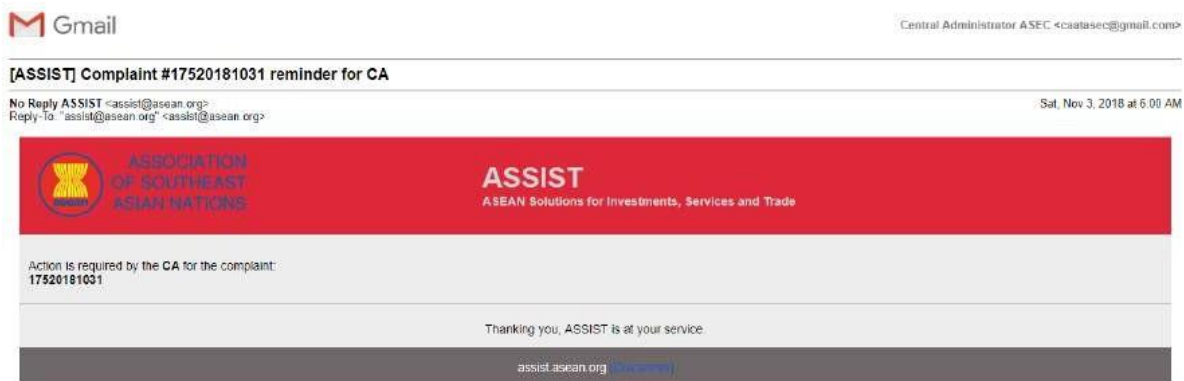 Gmail
Central Administrator ASEC <caatasec@gmail.com>
[ASSIST] Complaint #17520181031 reminder for CA
No Reply ASSIST <assist@asean.org>
Sat, Nov 3, 2018 at 6:00 AM
Reply-To: "assist@asean.org" <assist@asean.org>
ASSOCIATION
OF SOUTHEAST
ASIAN NATIONS
asean
ASSIST
ASEAN Solutions for Investments, Services and Trade
Action is required by the CA for the complaint:
17520181031
Thanking you, ASSIST is at your service.
assist.asean.org